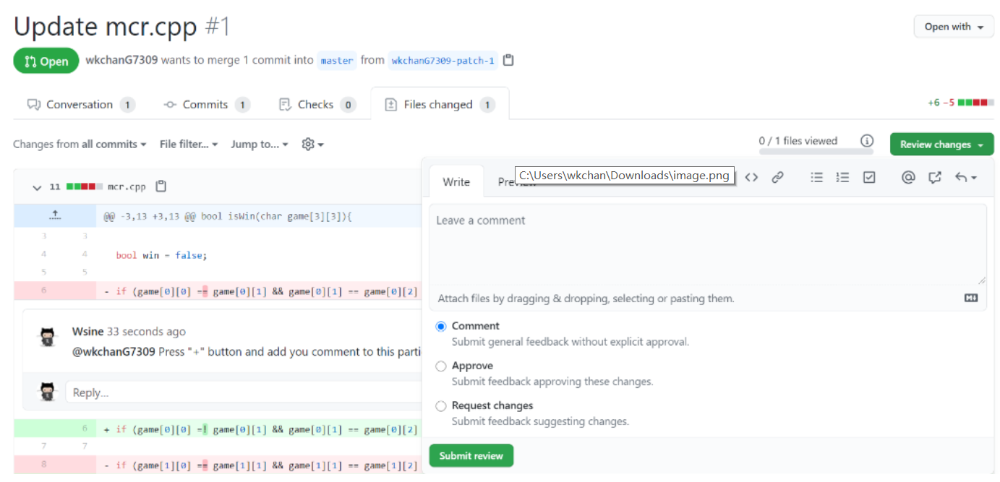 Update mcr.cpp #1
Open with
Open wkchanG7309 wants to merge 1 commit into master from wkchanG7309-patch-1
Conversation 1 Commits 1 Checks 0 Files changed 1
+6 −5
Changes from all commits File filter... Jump to...
0 / 1 files viewed
Review changes
11 mcr.cpp
@@ -3,13 +3,13 @@ bool isWin(char game[3][3]){
3 3
4 4 bool win = false;
5 5
6 - if (game[0][0] == game[0][1] && game[0][1] == game[0][2]
Wsine 33 seconds ago
@wkchanG7309 Press "+" button and add you comment to this parti
Reply...
6 + if (game[0][0] =! game[0][1] && game[0][1] == game[0][2]
7 7
8 - if (game[1][0] == game[1][1] && game[1][1] == game[1][2]
Write
C:\Users\wkchan\Downloads\image.png
Leave a comment
Attach files by dragging & dropping, selecting or pasting them.
Comment
Submit general feedback without explicit approval.
Approve
Submit feedback approving these changes.
Request changes
Submit feedback suggesting changes.
Submit review